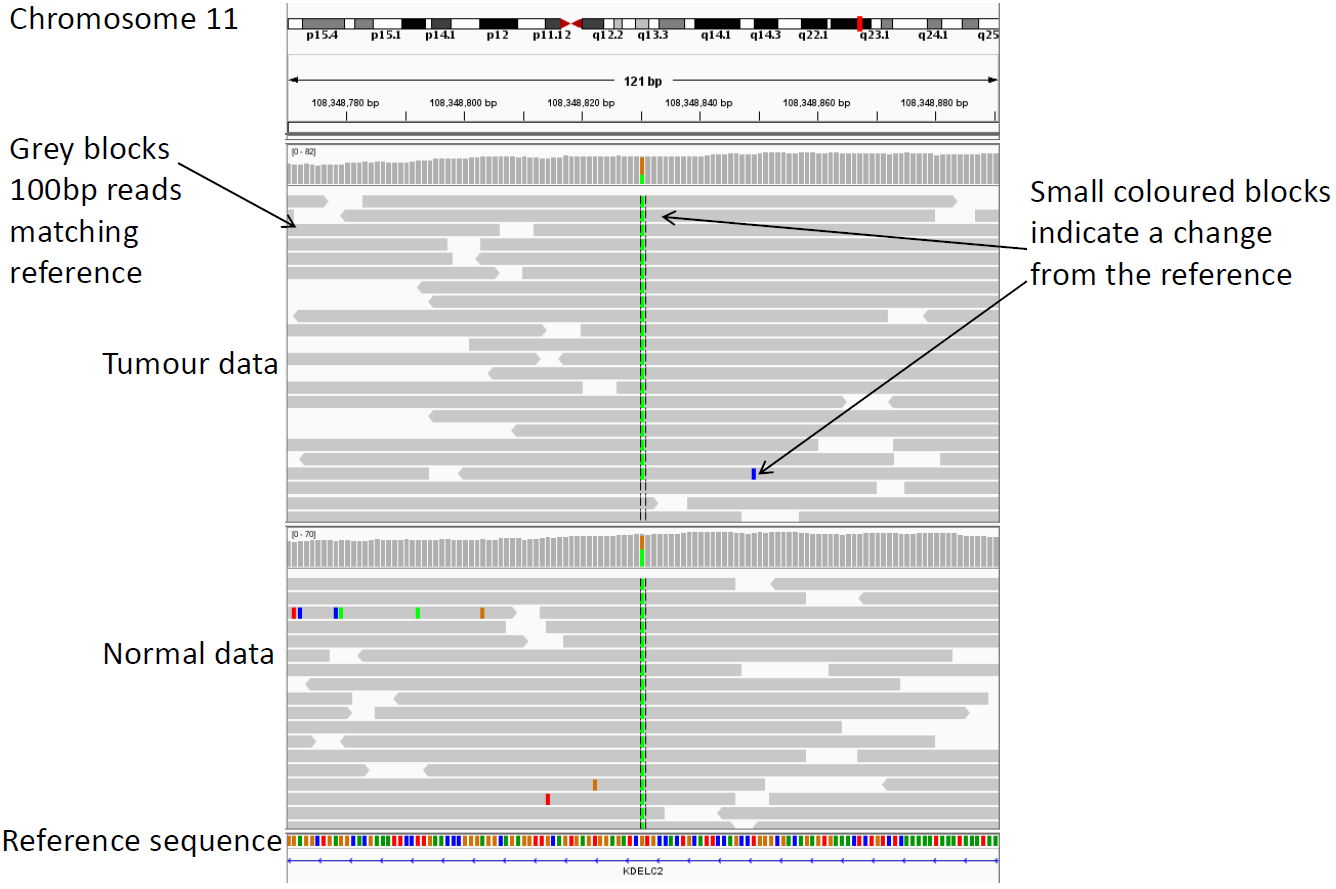 Chromosome 11
p15.4 p15.1 p14.1 p12 p11.12 q12.2 q13.3 q14.1 q14.3 q22.1 q23.1 q24.1 q25
121 bp
108,348,780 bp 108,348,800 bp 108,348,820 bp 108,348,840 bp 108,348,860 bp 108,348,880 bp
Grey blocks
100bp reads
matching
reference
[0 - 82]
Small coloured blocks
indicate a change
from the reference
Tumour data
[0 - 70]
Normal data
Reference sequence
KDELC2